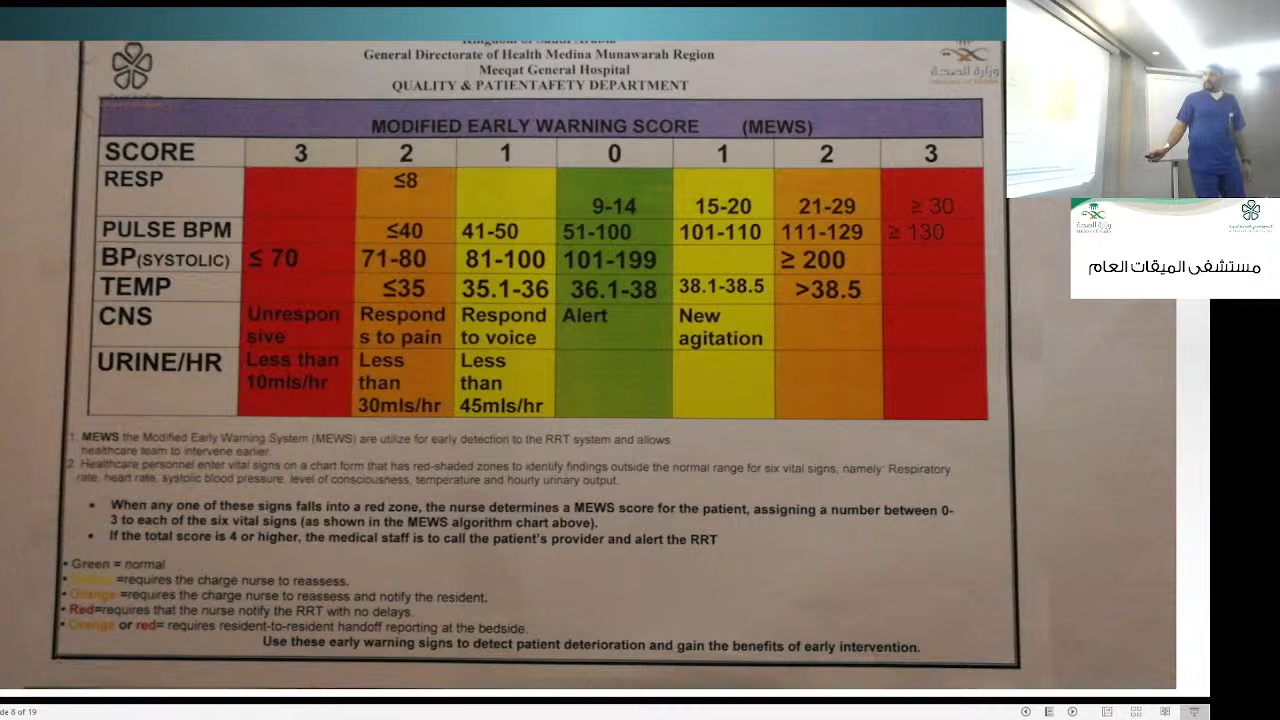 General Directorate of Health Medina Munawarah Region
Meeqat General Hospital
QUALITY & PATIENTAFETY DEPARTMENT
وزارة الصحة
MODIFIED EARLY WARNING SCORE (MEWS)
SCORE 3 2 1 0 1 2 3
RESP ≤8 9-14 15-20 21-29 ≥ 30
PULSE BPM ≤40 41-50 51-100 101-110 111-129 ≥ 130
BP(SYSTOLIC) ≤ 70 71-80 81-100 101-199 ≥ 200
TEMP ≤35 35.1-36 36.1-38 38.1-38.5 >38.5
CNS Unrespon Respond Respond Alert New
sive s to pain to voice agitation
URINE/HR Less than Less Less
10mls/hr than than
30mls/hr 45mls/hr
1. MEWS the Modified Early Warning System (MEWS) are utilize for early detection to the RRT system and allows
healthcare team to intervene earlier.
2. Healthcare personnel enter vital signs on a chart form that has red-shaded zones to identify findings outside the normal range for six vital signs, namely: Respiratory
rate, heart rate, systolic blood pressure, level of consciousness, temperature and hourly urinary output.
• When any one of these signs falls into a red zone, the nurse determines a MEWS score for the patient, assigning a number between 0-
3 to each of the six vital signs (as shown in the MEWS algorithm chart above).
• If the total score is 4 or higher, the medical staff is to call the patient's provider and alert the RRT
• Green = normal
• Yellow =requires the charge nurse to reassess.
• Orange =requires the charge nurse to reassess and notify the resident.
• Red=requires that the nurse notify the RRT with no delays.
• Orange or red= requires resident-to-resident handoff reporting at the bedside.
Use these early warning signs to detect patient deterioration and gain the benefits of early intervention.
وزارة الصحة
مستشفى الميقات العام
de 8 of 19